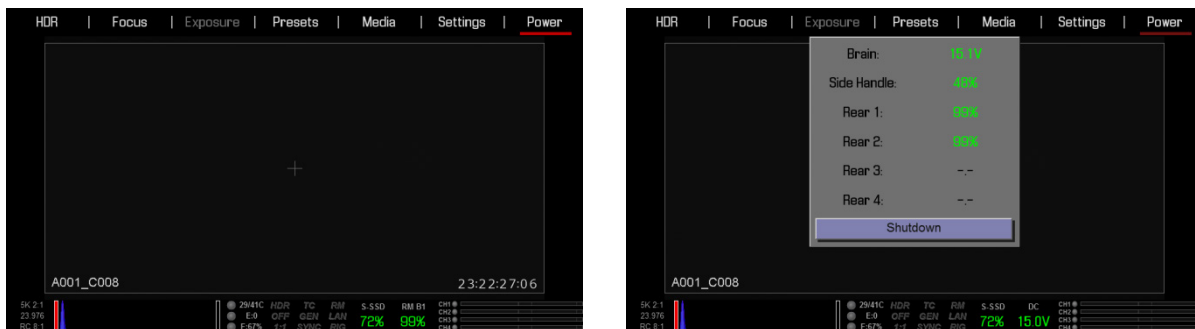 HDR | Focus | Exposure | Presets | Media | Settings | Power
A001_C008
23:22:27:06
5K 2:1 29/41C HDR TC RM S-SSD RM B1 CH1
23.976 E:0 OFF GEN LAN 72% 99% CH2
RC 8:1 F:67% 1:1 SYNC RIG CH3
CH4
HDR | Focus | Exposure | Presets | Media | Settings | Power
Brain: 15.1V
Side Handle: 48%
Rear 1: 99%
Rear 2: 99%
Rear 3: -.-
Rear 4: -.-
Shutdown
A001_C008
5K 2:1 29/41C HDR TC RM S-SSD DC CH1
23.976 E:0 OFF GEN LAN 72% 15.0V CH2
RC 8:1 F:67% 1:1 SYNC RIG CH3
CH4